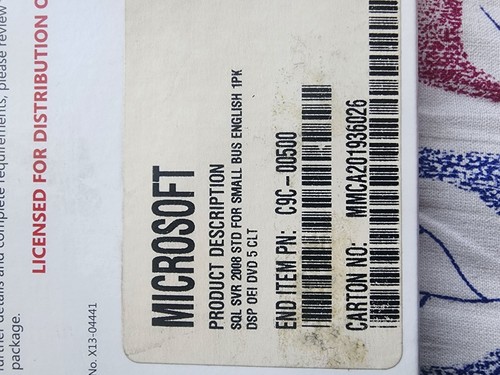 further details and complete requirements, please review
package.
LICENSED FOR DISTRIBUTION O
No. X13-04441
MICROSOFT
PRODUCT DESCRIPTION
SQL SVR 2008 STD FOR SMALL BUS ENGLISH 1PK
DSP OEI DVD 5 CLT
END ITEM PN: C9C-00500
CARTON NO: MMCA201936026